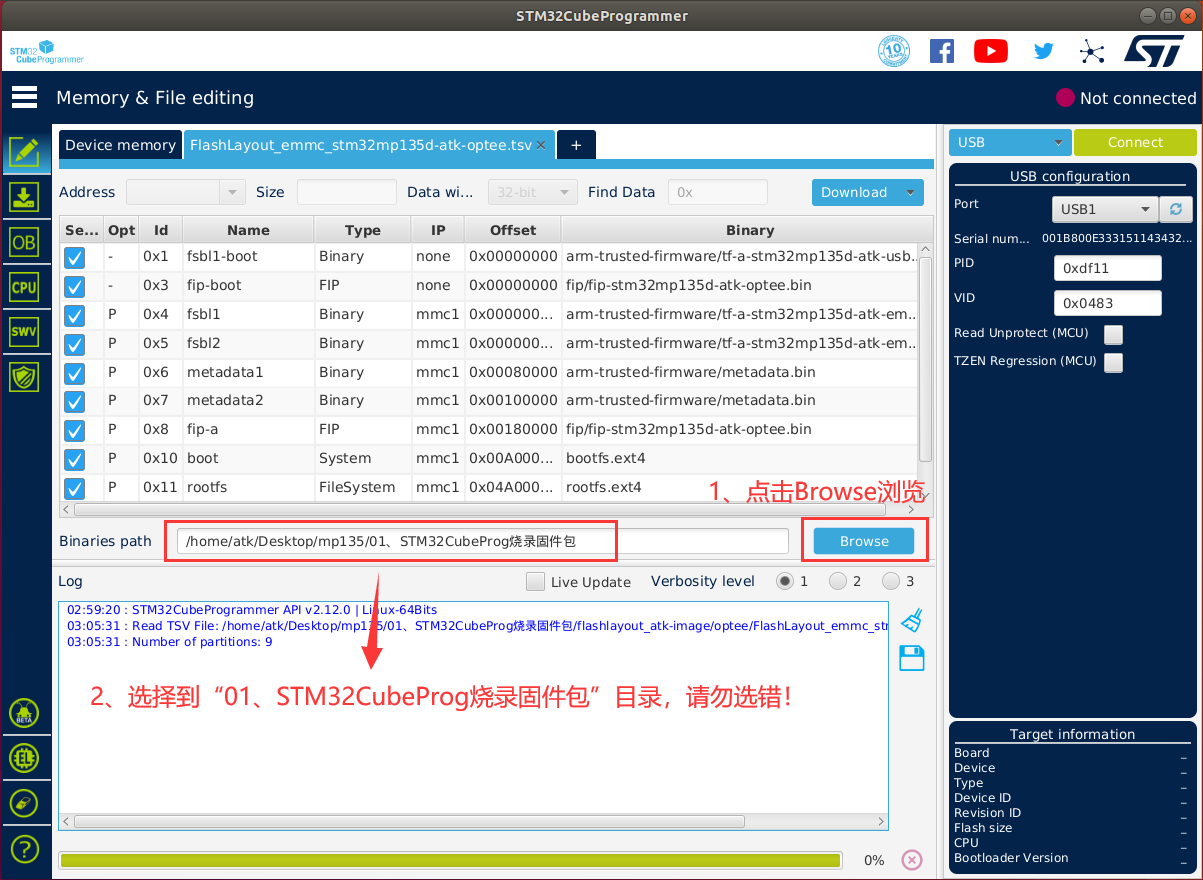 STM32CubeProgrammer
STM32
CubeProgrammer
10
Memory & File editing
Not connected
Device memory
FlashLayout_emmc_stm32mp135d-atk-optee.tsv
+
USB
Connect
Address
Size
Data wi...
32-bit
Find Data
0x
Download
USB configuration
Port
USB1
Serial num...
001B800E333151143432...
PID
0xdf11
VID
0x0483
Read Unprotect (MCU)
TZEN Regression (MCU)
Se... Opt Id Name Type IP Offset Binary
- 0x1 fsbl1-boot Binary none 0x00000000 arm-trusted-firmware/tf-a-stm32mp135d-atk-usb..
- 0x3 fip-boot FIP none 0x00000000 fip/fip-stm32mp135d-atk-optee.bin
P 0x4 fsbl1 Binary mmc1 0x000000... arm-trusted-firmware/tf-a-stm32mp135d-atk-em..
P 0x5 fsbl2 Binary mmc1 0x000000... arm-trusted-firmware/tf-a-stm32mp135d-atk-em..
P 0x6 metadata1 Binary mmc1 0x00080000 arm-trusted-firmware/metadata.bin
P 0x7 metadata2 Binary mmc1 0x00100000 arm-trusted-firmware/metadata.bin
P 0x8 fip-a FIP mmc1 0x00180000 fip/fip-stm32mp135d-atk-optee.bin
P 0x10 boot System mmc1 0x00A000... bootfs.ext4
P 0x11 rootfs FileSystem mmc1 0x04A000... rootfs.ext4
1、点击Browse浏览
Binaries path
/home/atk/Desktop/mp135/01、STM32CubeProg烧录固件包
Browse
Log
Live Update
Verbosity level
1
2
3
02:59:20 : STM32CubeProgrammer API v2.12.0 | Linux-64Bits
03:05:31 : Read TSV File: /home/atk/Desktop/mp135/01、STM32CubeProg烧录固件包/flashlayout_atk-image/optee/FlashLayout_emmc_str
03:05:31 : Number of partitions: 9
2、选择到“01、STM32CubeProg烧录固件包”目录，请勿选错！
OB
CPU
SWV
BETA
EL
?
0%
Target information
Board –
Device –
Type –
Device ID –
Revision ID –
Flash size –
CPU –
Bootloader Version –